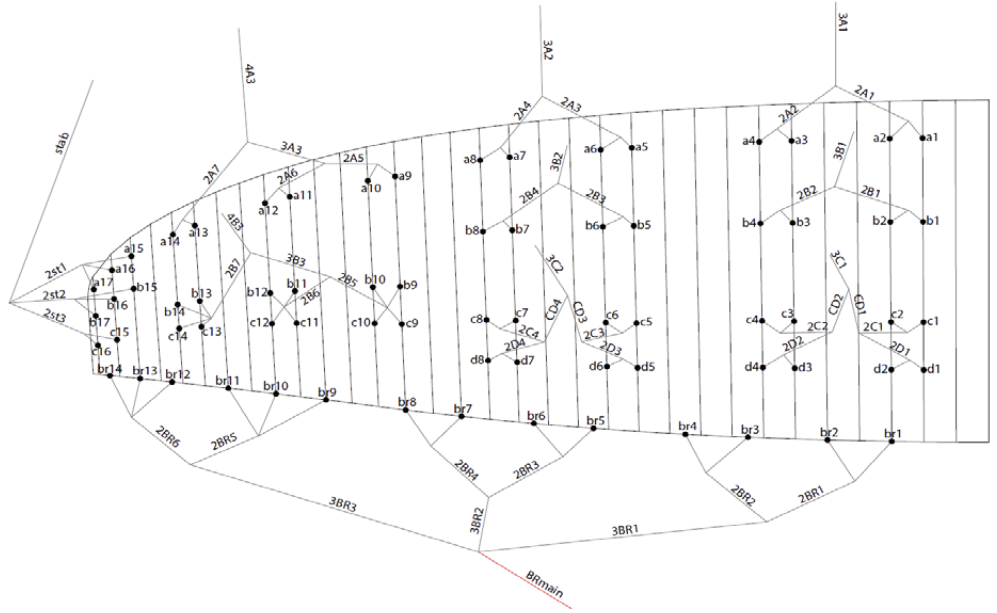 3A1
3A2
4A3
2A1
2A2
2A3
2A4
stab
a4
a3
a2
a1
a6
a5
3A3
2A5
a8
a7
3B2
3B1
2A7
2A6
a10
a9
a12
a11
2B4
2B3
2B2
2B1
4B3
a14
a13
b8
b7
b6
b5
b4
b3
b2
b1
a15
2st1
a16
2B7
3B3
3C2
3C1
a17
b15
2st2
b16
b14
b13
b12
b11
2B6
2B5
b10
b9
CD4
CD3
CD2
CD1
2st3
b17
c15
c16
c14
c13
c12
c11
c10
c9
c8
c7
2C4
c6
c5
2C3
c4
c3
2C2
c2
c1
2C1
2D4
2D3
2D2
2D1
d8
d7
d6
d5
d4
d3
d2
d1
br14
br13
br12
br11
br10
br9
br8
br7
br6
br5
br4
br3
br2
br1
2BR6
2BR5
2BR4
2BR3
2BR2
2BR1
3BR3
3BR2
3BR1
BRmain